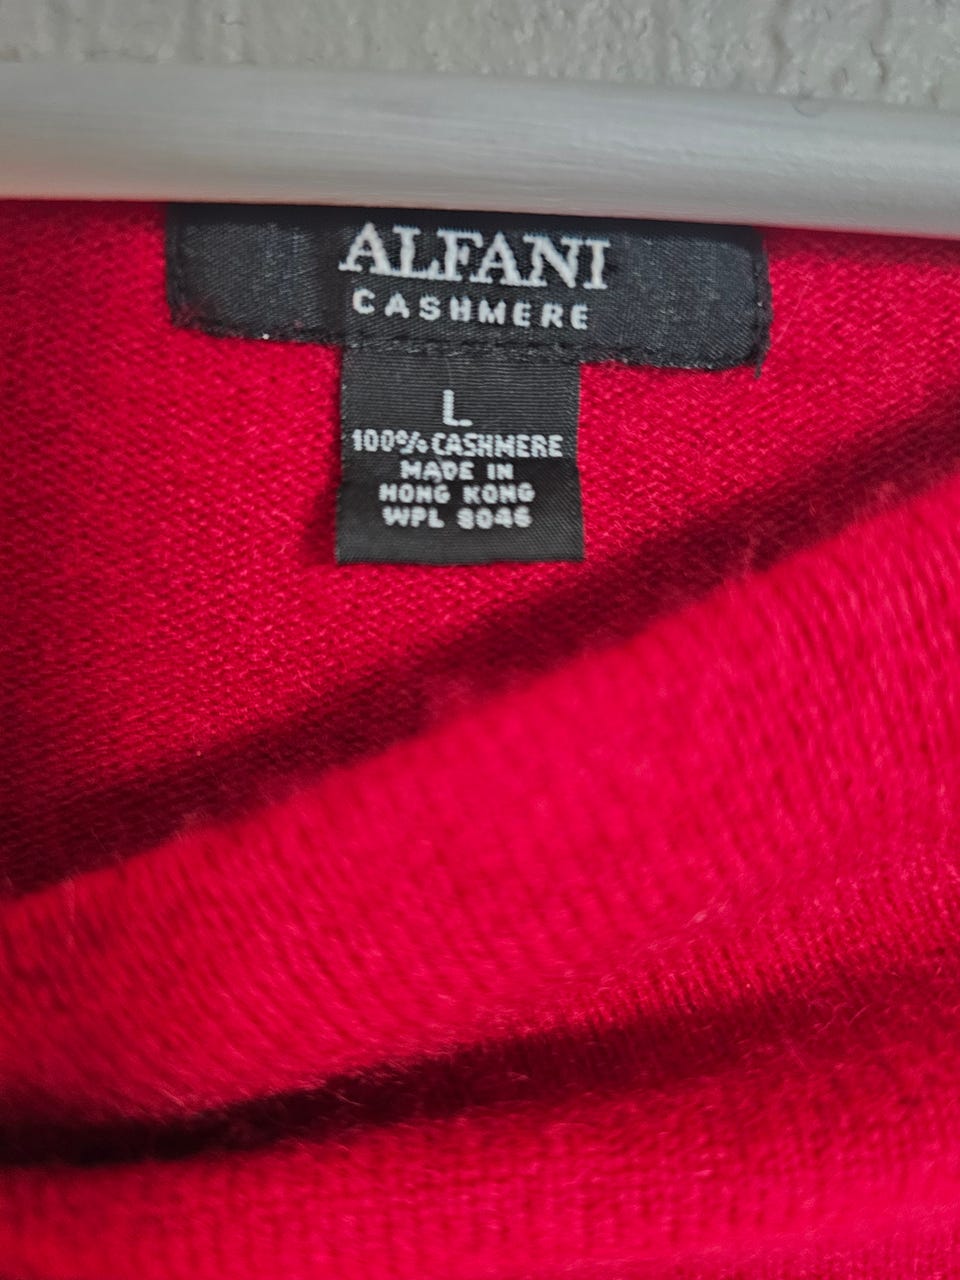 ALFANI
CASHMERE
L
100% CASHMERE
MADE IN
HONG KONG
WPL 8046